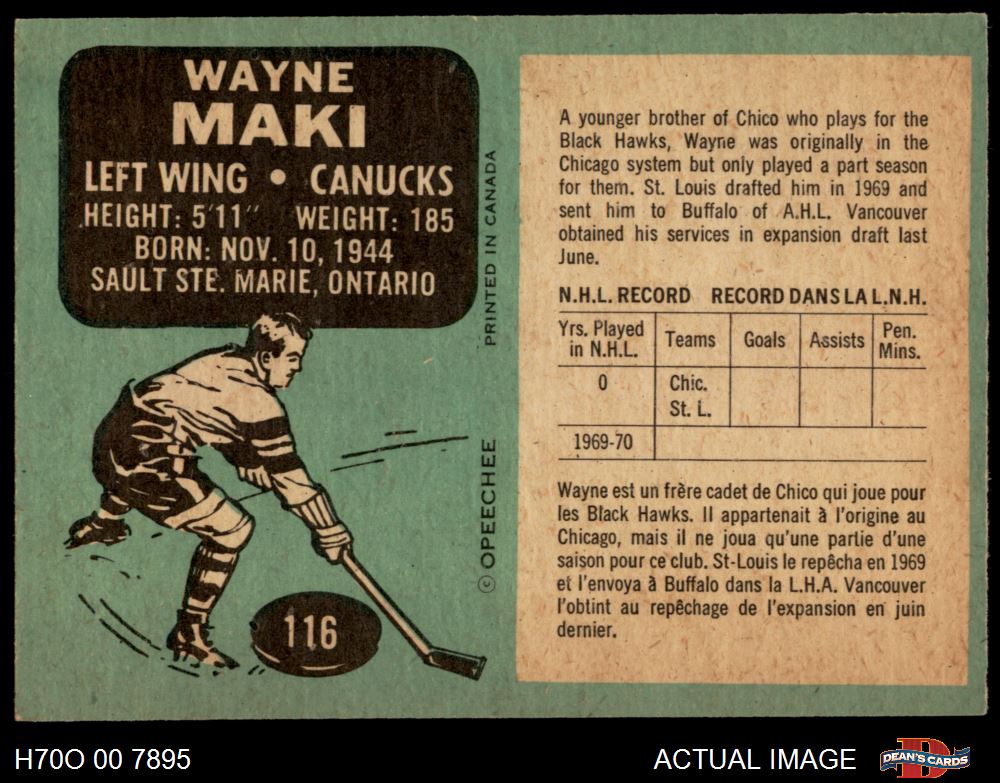 WAYNE
MAKI
LEFT WING • CANUCKS
HEIGHT: 5'11" WEIGHT: 185
BORN: NOV. 10, 1944
SAULT STE. MARIE, ONTARIO
116
PRINTED IN CANADA
© OPEECHEE
A younger brother of Chico who plays for the
Black Hawks, Wayne was originally in the
Chicago system but only played a part season
for them. St. Louis drafted him in 1969 and
sent him to Buffalo of A.H.L. Vancouver
obtained his services in expansion draft last
June.
N.H.L. RECORD RECORD DANS LA L.N.H.
Yrs. Played
in N.H.L. Teams Goals Assists Pen.
Mins.
0 Chic.
St. L.
1969-70
Wayne est un frère cadet de Chico qui joue pour
les Black Hawks. Il appartenait à l'origine au
Chicago, mais il ne joua qu'une partie d'une
saison pour ce club. St-Louis le repêcha en 1969
et l'envoya à Buffalo dans la L.H.A. Vancouver
l'obtint au repêchage de l'expansion en juin
dernier.
H70O 00 7895
ACTUAL IMAGE
D
DEAN'S CARDS